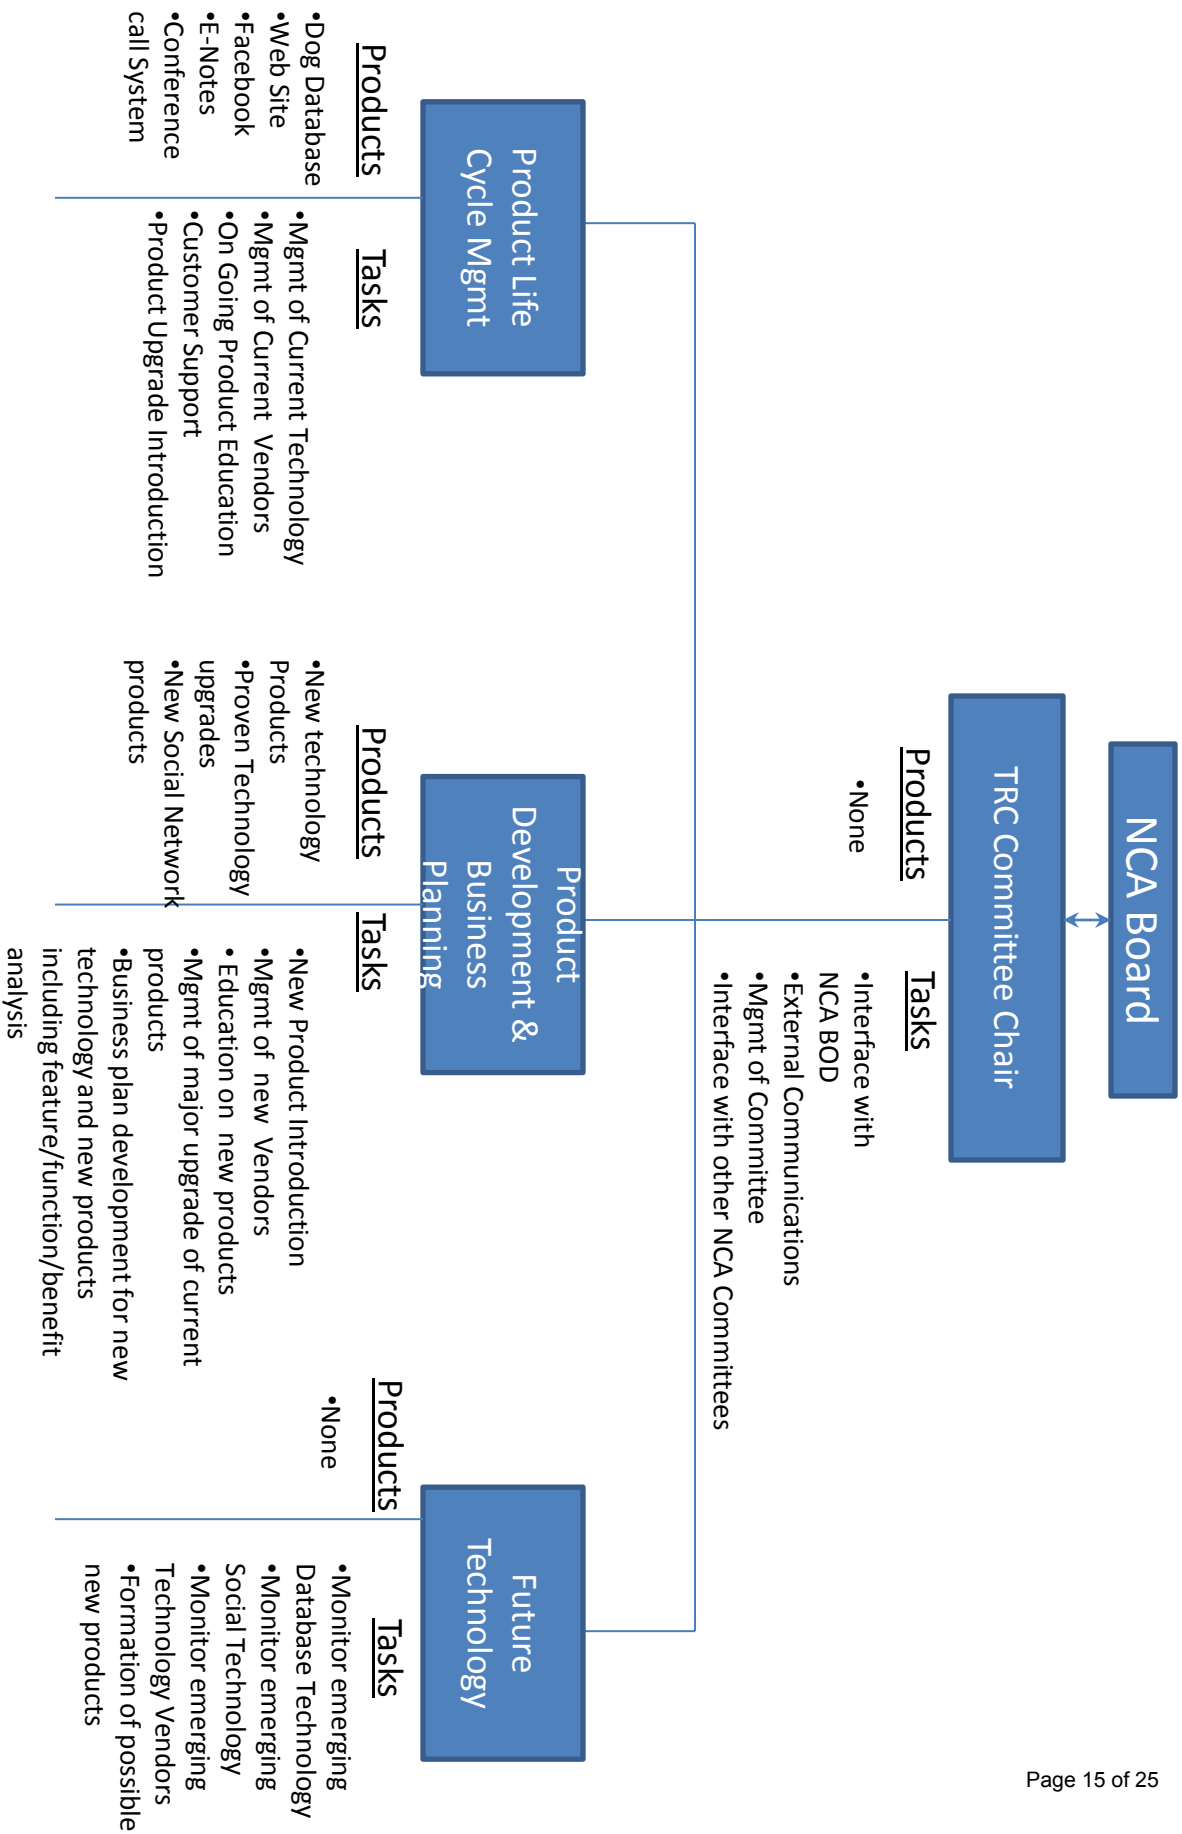 NCA Board
TRC Committee Chair
Products
•None
Tasks
•Interface with
NCA BOD
•External Communications
•Mgmt of Committee
•Interface with other NCA Committees
Product Life
Cycle Mgmt
Products
•Dog Database
•Web Site
•Facebook
•E-Notes
•Conference
call System
Tasks
•Mgmt of Current Technology
•Mgmt of Current Vendors
•On Going Product Education
•Customer Support
•Product Upgrade Introduction
Product
Development &
Business
Planning
Products
•New technology
Products
•Proven Technology
upgrades
•New Social Network
products
Tasks
•New Product Introduction
•Mgmt of new Vendors
• Education on new products
•Mgmt of major upgrade of current
products
•Business plan development for new
technology and new products
including feature/function/benefit
analysis
Future
Technology
Products
•None
Tasks
•Monitor emerging
Database Technology
•Monitor emerging
Social Technology
•Monitor emerging
Technology Vendors
•Formation of possible
new products
Page 15 of 25